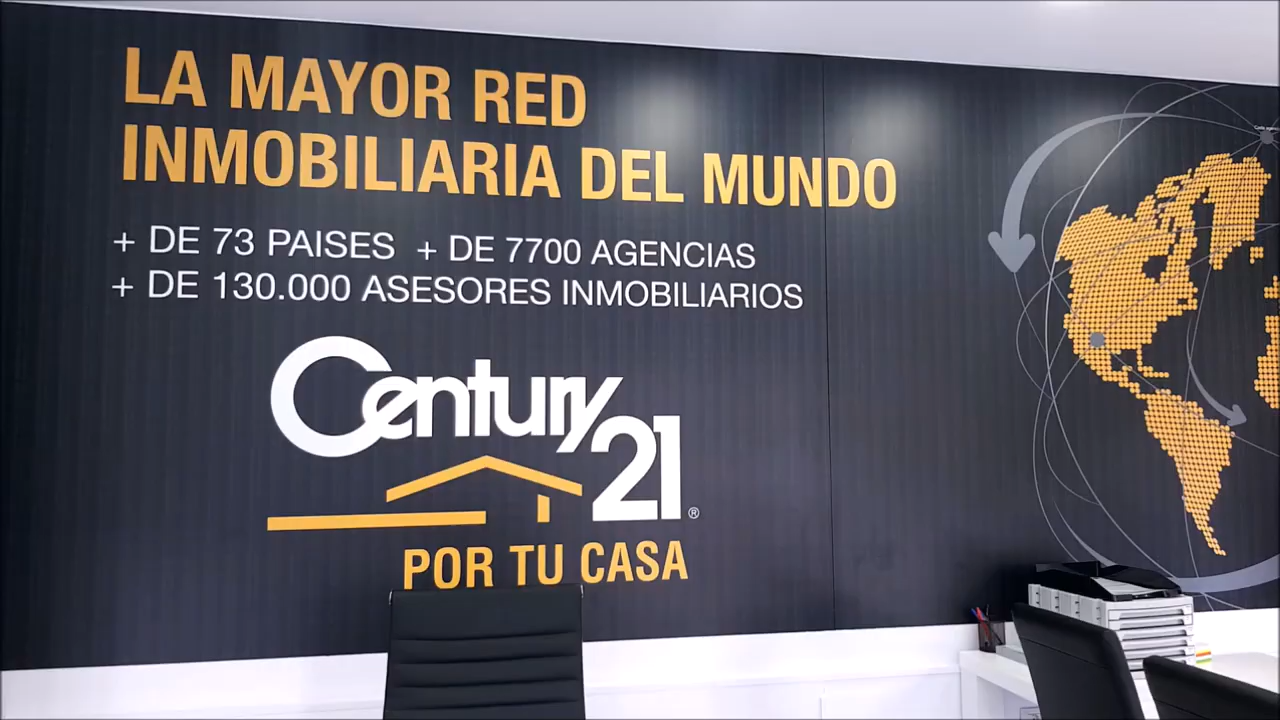 LA MAYOR RED
INMOBILIARIA DEL MUNDO
+ DE 73 PAISES + DE 7700 AGENCIAS
+ DE 130.000 ASESORES INMOBILIARIOS
Century
21®
POR TU CASA